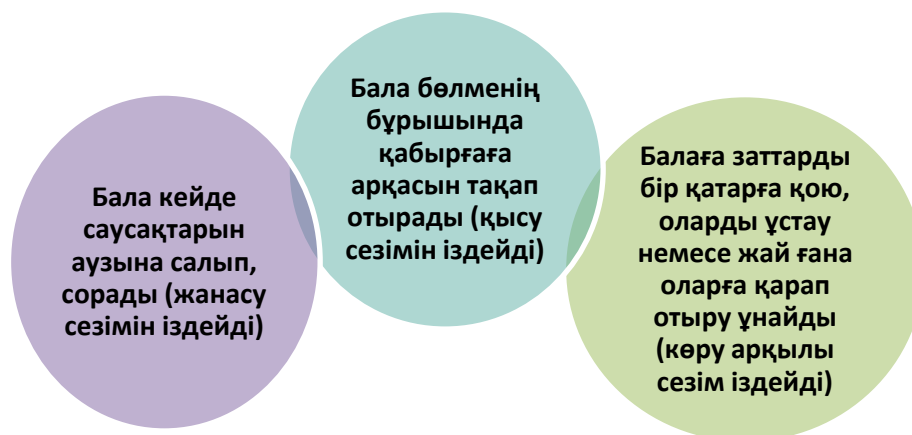 Бала кейде
саусақтарын
аузына салып,
сорады (жанасу
сезімін іздейді)
Бала бөлменің
бұрышында
қабырғаға
арқасын тақап
отырады (қысу
сезімін іздейді)
Балаға заттарды
бір қатарға қою,
оларды ұстау
немесе жай ғана
оларға қарап
отыру ұнайды
(көру арқылы
сезім іздейді)